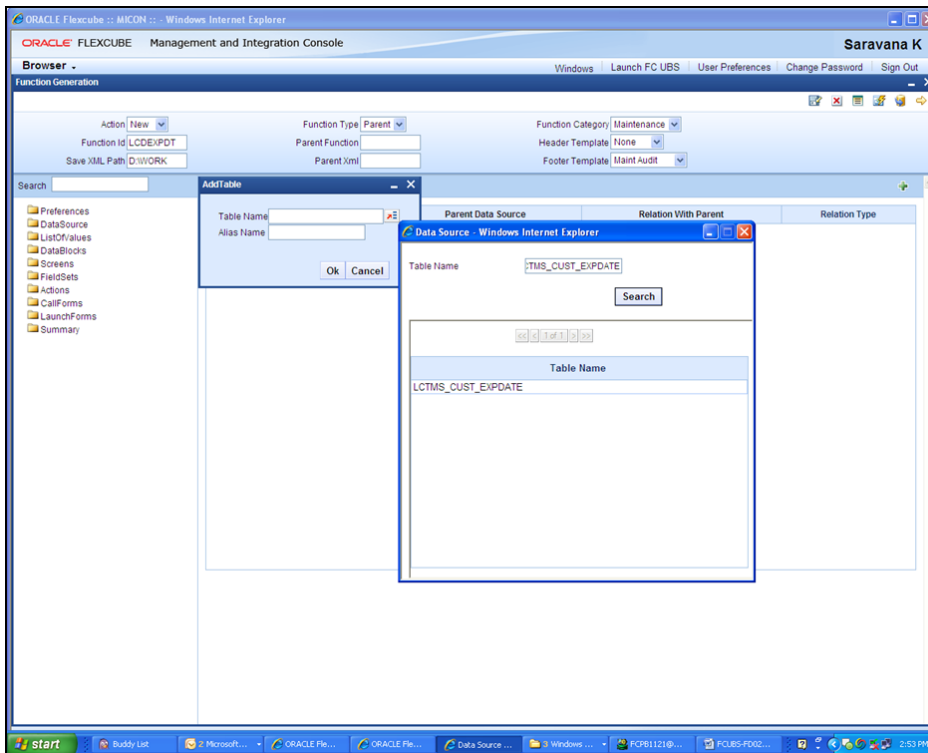 ORACLE Flexcube :: MICON :: - Windows Internet Explorer
ORACLE FLEXCUBE Management and Integration Console
Saravana K
Browser
Windows Launch FC UBS User Preferences Change Password Sign Out
Function Generation
Action New Function Type Parent Function Category Maintenance
Function Id LCDEXPDT Parent Function Header Template None
Save XML Path D:\WORK Parent Xml Footer Template Maint Audit
Search
Preferences
DataSource
ListOfValues
DataBlocks
Screens
FieldSets
Actions
CallForms
LaunchForms
Summary
AddTable
Table Name
Alias Name
Ok Cancel
Parent Data Source Relation With Parent Relation Type
Data Source - Windows Internet Explorer
Table Name CTMS_CUST_EXPDATE
Search
<< < 1 of 1 > >>
Table Name
LCTMS_CUST_EXPDATE
start Buddy List 2 Microsoft... ORACLE Fle... ORACLE Fle... Data Source ... 3 Windows ... FCPB1121@... FCUBS-FD02... 2:53 PM